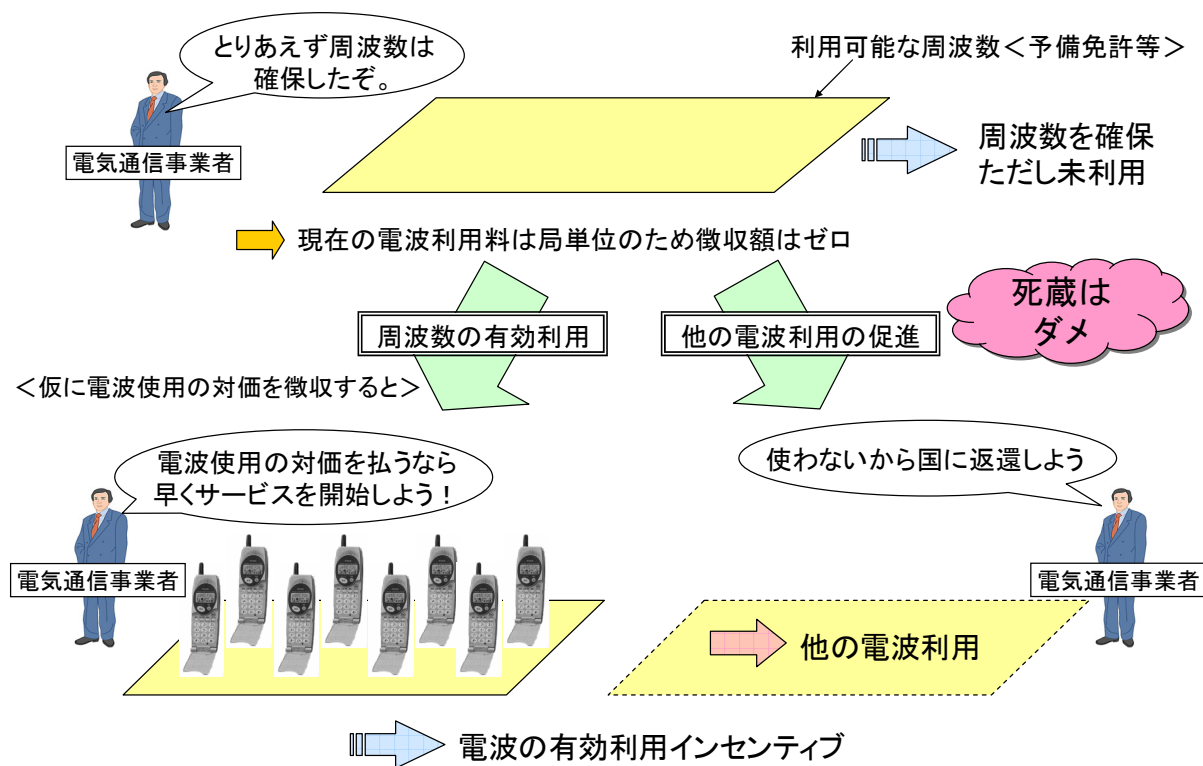 とりあえず周波数は
確保したぞ。
利用可能な周波数＜予備免許等＞
電気通信事業者
周波数を確保
ただし未利用
現在の電波利用料は局単位のため徴収額はゼロ
死蔵は
ダメ
周波数の有効利用
他の電波利用の促進
＜仮に電波使用の対価を徴収すると＞
電波使用の対価を払うなら
早くサービスを開始しよう！
使わないから国に返還しよう
電気通信事業者
電気通信事業者
他の電波利用
電波の有効利用インセンティブ